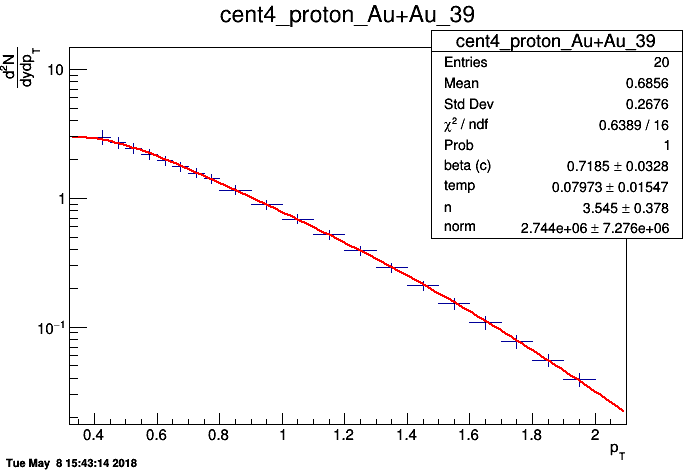 cent4_proton_Au+Au_39
d²N
dydp_T
cent4_proton_Au+Au_39
Entries 20
Mean 0.6856
Std Dev 0.2676
χ² / ndf 0.6389 / 16
Prob 1
beta (c) 0.7185 ± 0.0328
temp 0.07973 ± 0.01547
n 3.545 ± 0.378
norm 2.744e+06 ± 7.276e+06
10
1
10⁻¹
0.4 0.6 0.8 1 1.2 1.4 1.6 1.8 2
p_T
Tue May 8 15:43:14 2018